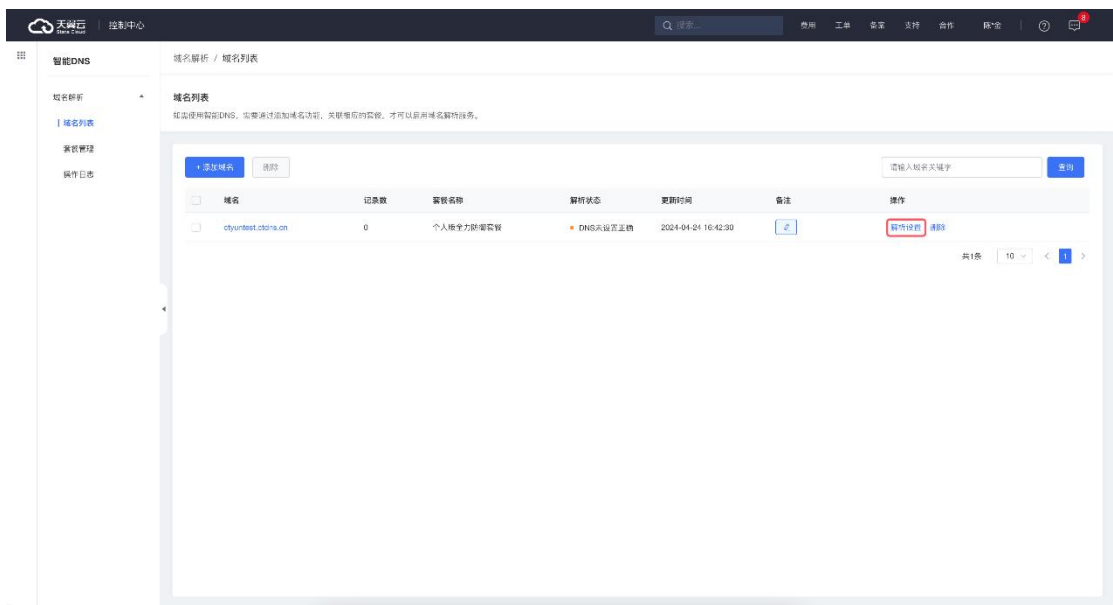 天翼云 控制中心 搜索... 费用 工单 备案 支持 合作 陈*金 8
State Cloud
智能DNS
域名解析 / 域名列表
域名解析
域名列表
套餐管理
操作日志
域名列表
如需使用智能DNS，需要通过添加域名功能，关联相应的套餐，才可以启用域名解析服务。
+ 添加域名 删除 请输入域名关键字 查询
域名 记录数 套餐名称 解析状态 更新时间 备注 操作
ctyuntest.ctdns.cn 0 个人版全力防御套餐 DNS未设置正确 2024-04-24 16:42:30 解析设置 删除
共1条 10 < 1 >